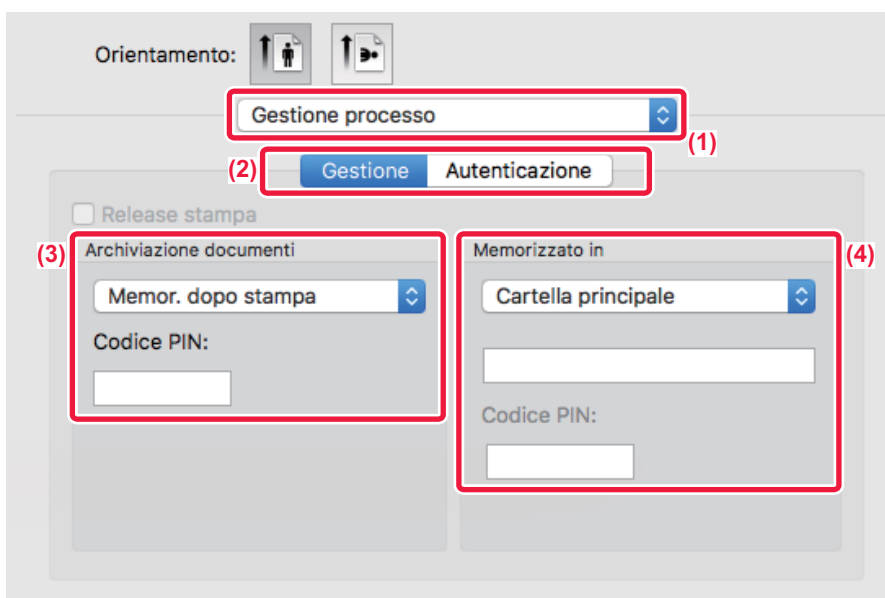 Orientamento:
Gestione processo
(1)
(2)
Gestione Autenticazione
Release stampa
(3)
Archiviazione documenti
Memor. dopo stampa
Codice PIN:
Memorizzato in
(4)
Cartella principale
Codice PIN: